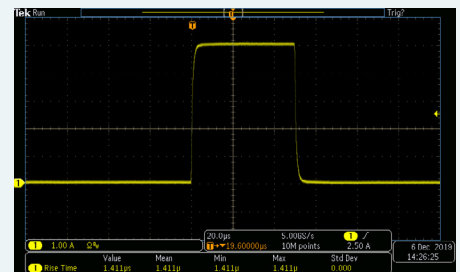 Tek Run
Trig?
T
T
1
1 1.00 A Ω
20.0µs 5.00GS/s 1
T→▼19.60000µs 10M points 2.50 A
Value Mean Min Max Std Dev
1 Rise Time 1.411µ 1.411µ 1.411µ 1.411µ 0.000
6 Dec 2019
14:26:25